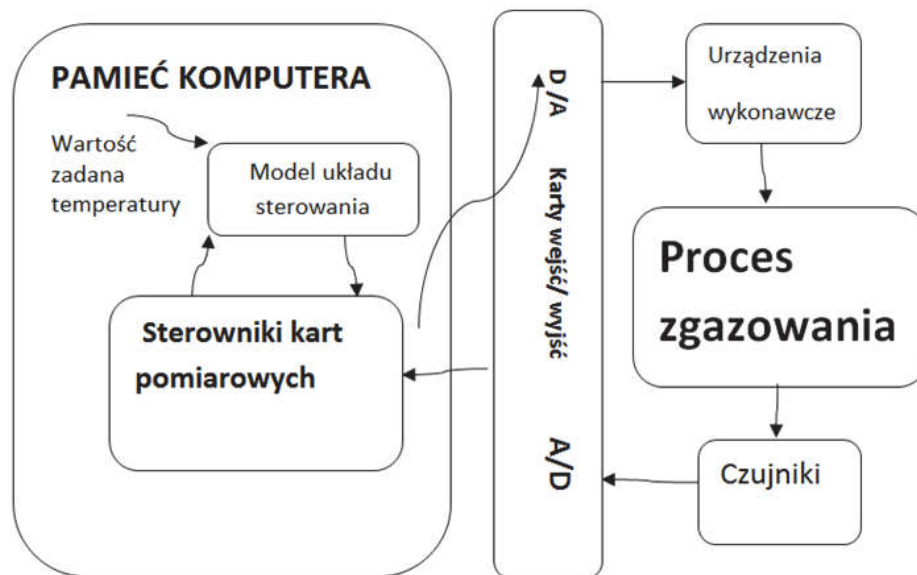 PAMIEĆ KOMPUTERA
Wartość
zadana
temperatury
Model układu
sterowania
Sterowniki kart
pomiarowych
D /A
Karty wejść/ wyjść
A/D
Urządzenia
wykonawcze
Proces
zgazowania
Czujniki